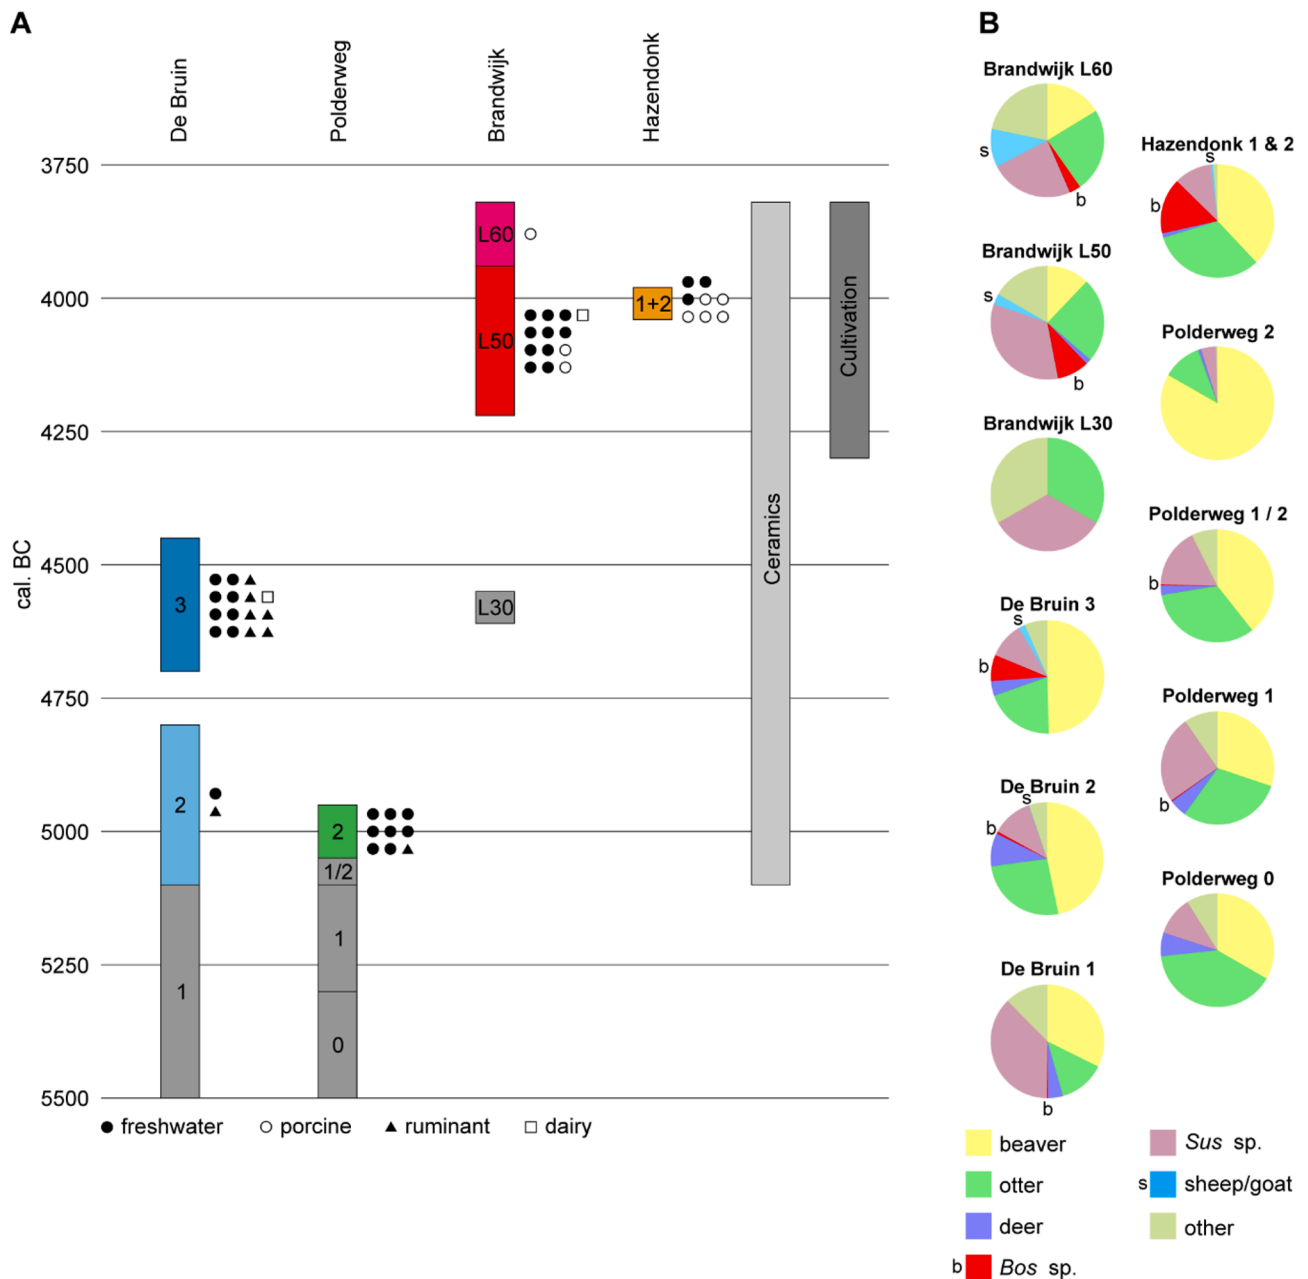 A
B
De Bruin
Polderweg
Brandwijk
Hazendonk
cal. BC
3750
4000
4250
4500
4750
5000
5250
5500
L60
L50
L30
1+2
3
2
1
2
1/2
1
0
Ceramics
Cultivation
freshwater
porcine
ruminant
dairy
Brandwijk L60
s
b
Hazendonk 1 & 2
s
b
Brandwijk L50
s
b
Polderweg 2
Brandwijk L30
Polderweg 1 / 2
b
De Bruin 3
s
b
Polderweg 1
b
De Bruin 2
s
b
Polderweg 0
De Bruin 1
b
beaver
otter
deer
b Bos sp.
Sus sp.
s sheep/goat
other